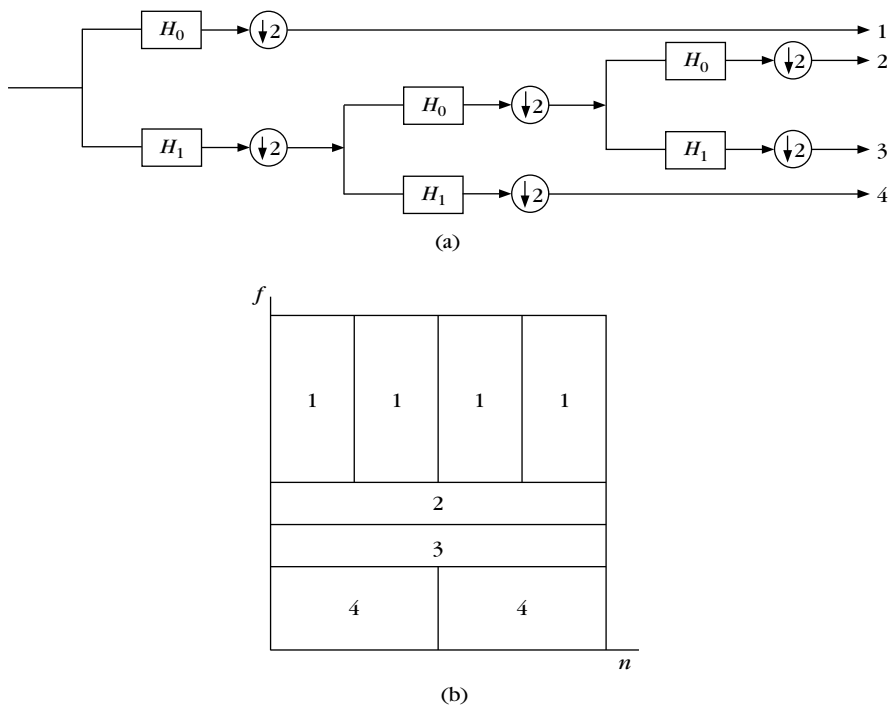 H₀ ↓2 1
H₀ ↓2 2
H₀ ↓2
H₁ ↓2 H₁ ↓2 3
H₁ ↓2 4
(a)
f
1 1 1 1
2
3
4 4
n
(b)